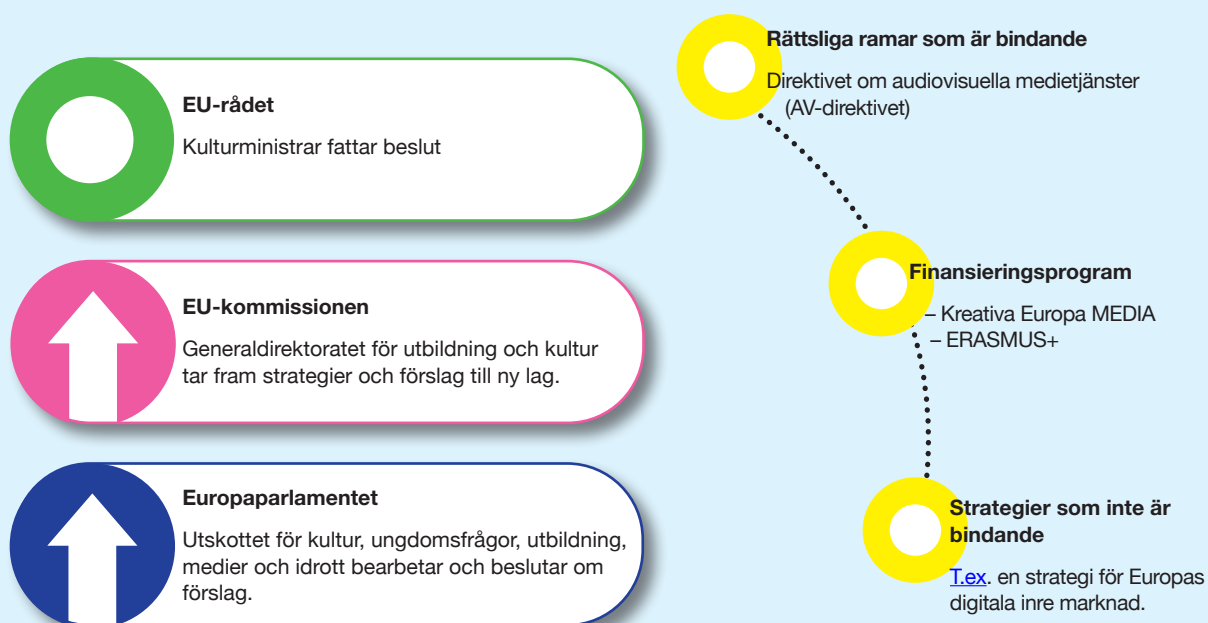 EU-rådet
Kulturministrar fattar beslut
EU-kommissionen
Generaldirektoratet för utbildning och kultur
tar fram strategier och förslag till ny lag.
Europaparlamentet
Utskottet för kultur, ungdomsfrågor, utbildning,
medier och idrott bearbetar och beslutar om
förslag.
Rättsliga ramar som är bindande
Direktivet om audiovisuella medietjänster
(AV-direktivet)
Finansieringsprogram
– Kreativa Europa MEDIA
– ERASMUS+
Strategier som inte är
bindande
T.ex. en strategi för Europas
digitala inre marknad.